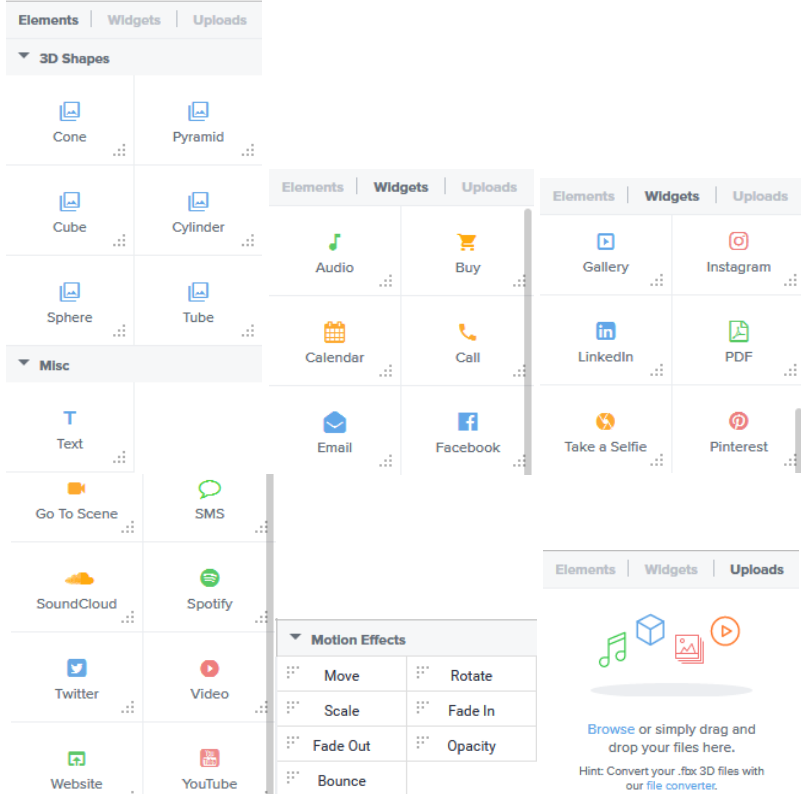 Elements | Widgets | Uploads
3D Shapes
Cone Pyramid
Cube Cylinder
Sphere Tube
Misc
Text
Elements | Widgets | Uploads
Audio Buy
Calendar Call
Email Facebook
Elements | Widgets | Uploads
Gallery Instagram
LinkedIn PDF
Take a Selfie Pinterest
Go To Scene SMS
SoundCloud Spotify
Twitter Video
Website YouTube
Motion Effects
Move Rotate
Scale Fade In
Fade Out Opacity
Bounce
Elements | Widgets | Uploads
Browse or simply drag and
drop your files here.
Hint: Convert your .fbx 3D files with
our file converter.